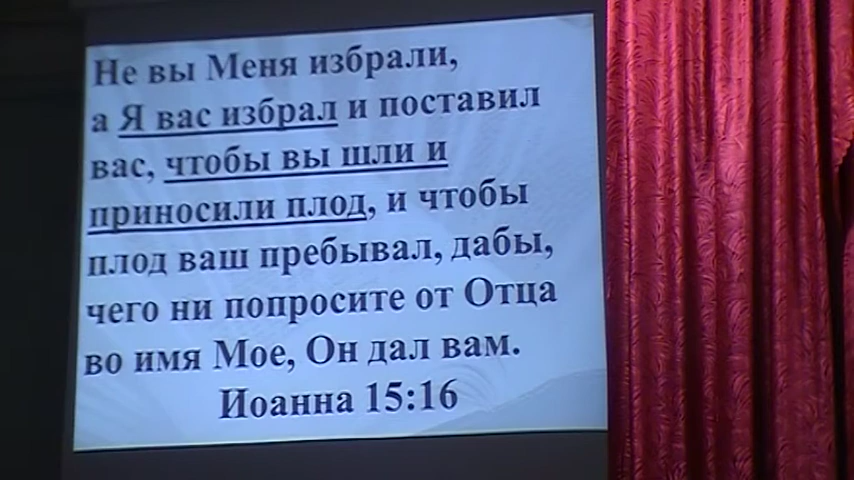 Не вы Меня избрали,
а Я вас избрал и поставил
вас, чтобы вы шли и
приносили плод, и чтобы
плод ваш пребывал, дабы,
чего ни попросите от Отца
во имя Мое, Он дал вам.
Иоанна 15:16